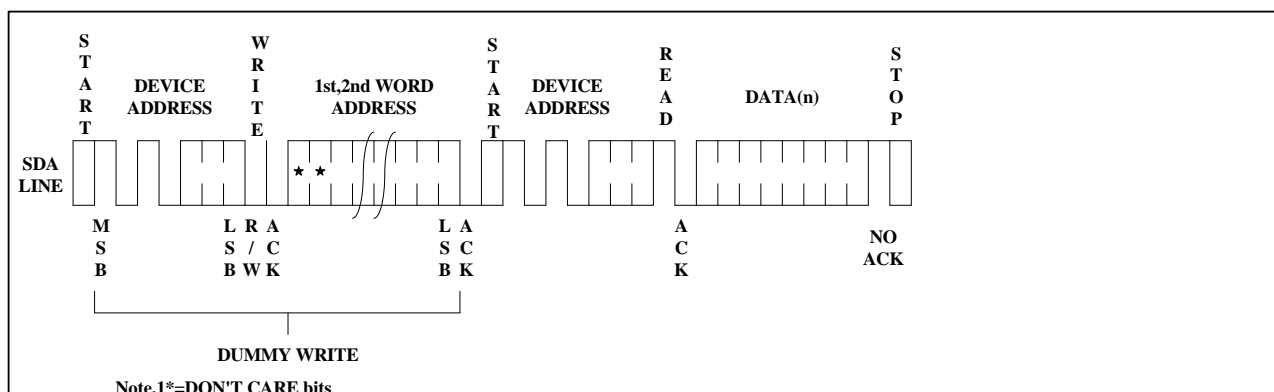 START
WRITE
START
READ
STOP
DEVICE
ADDRESS
1st,2nd WORD
ADDRESS
DEVICE
ADDRESS
DATA(n)
SDA
LINE
★ ★
MSB
LSB
R/W
ACK
LSB
ACK
ACK
NO
ACK
DUMMY WRITE
Note.1*=DON'T CARE bits